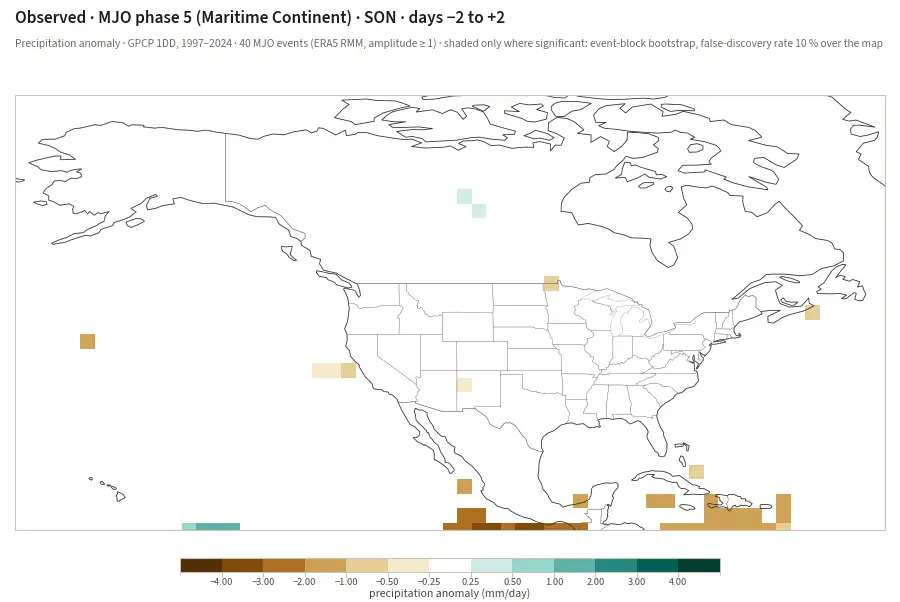 Observed · MJO phase 5 (Maritime Continent) · SON · days −2 to +2
Precipitation anomaly · GPCP 1DD, 1997–2024 · 40 MJO events (ERA5 RMM, amplitude ≥ 1) · shaded only where significant: event-block bootstrap, false-discovery rate 10 % over the map
−4.00 −3.00 −2.00 −1.00 −0.50 −0.25 0.25 0.50 1.00 2.00 3.00 4.00
precipitation anomaly (mm/day)